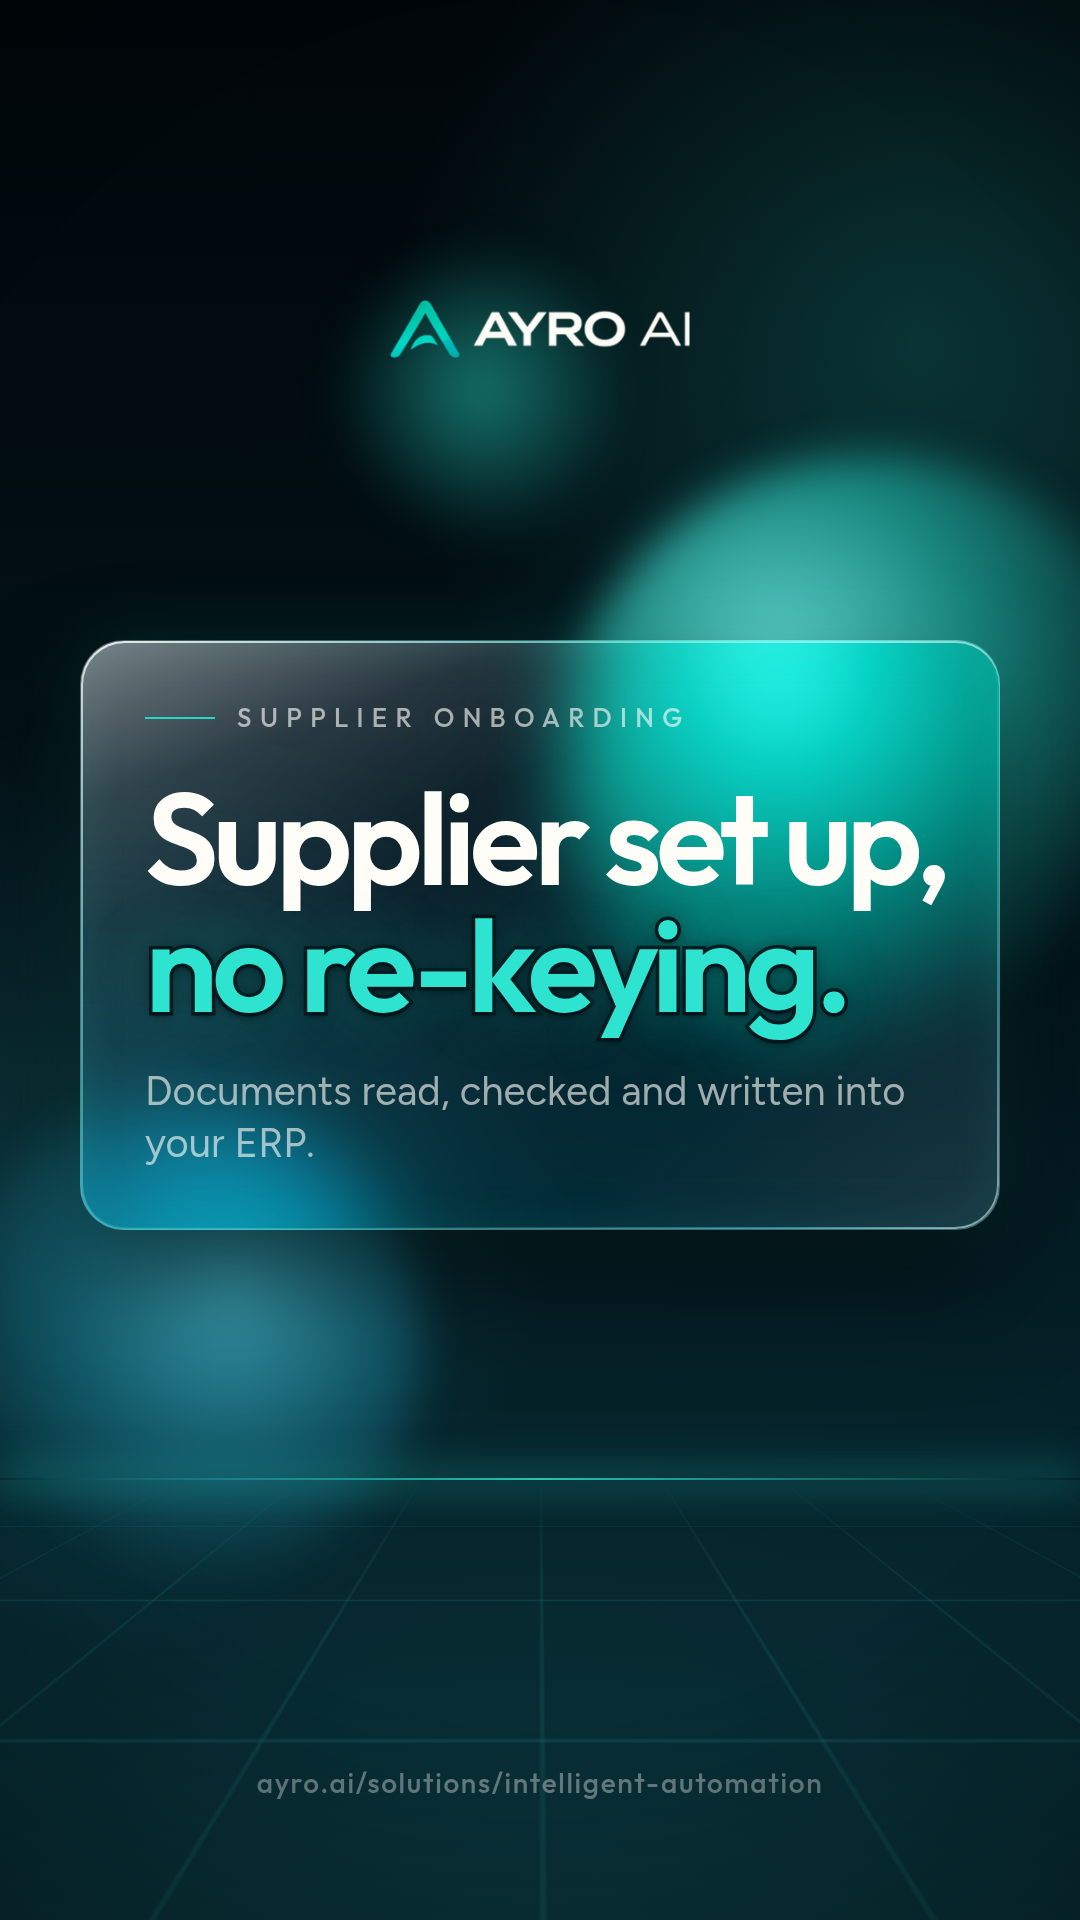 AYRO AI
SUPPLIER ONBOARDING
Supplier set up,
no re-keying.
Documents read, checked and written into
your ERP.
ayro.ai/solutions/intelligent-automation